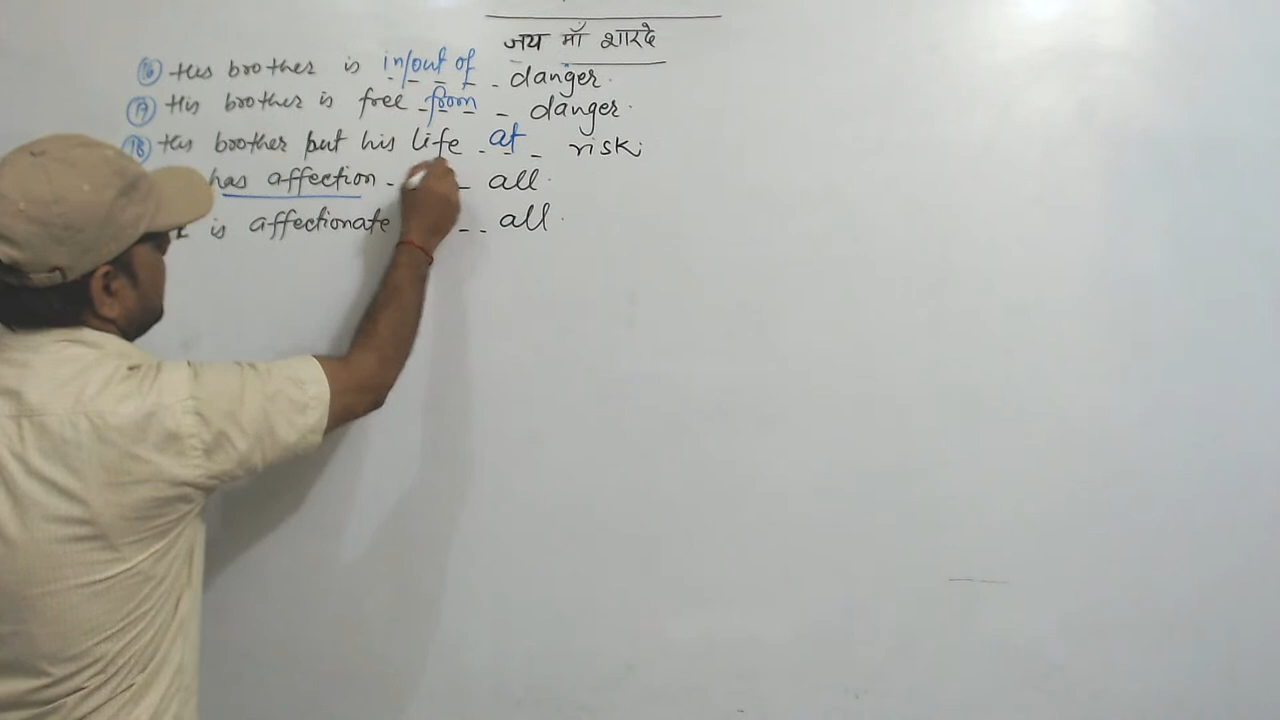 जय माँ शारदे
16 His brother is in/out of danger.
17 His brother is free from danger.
18 His brother put his life at risk.
has affection all.
is affectionate all.